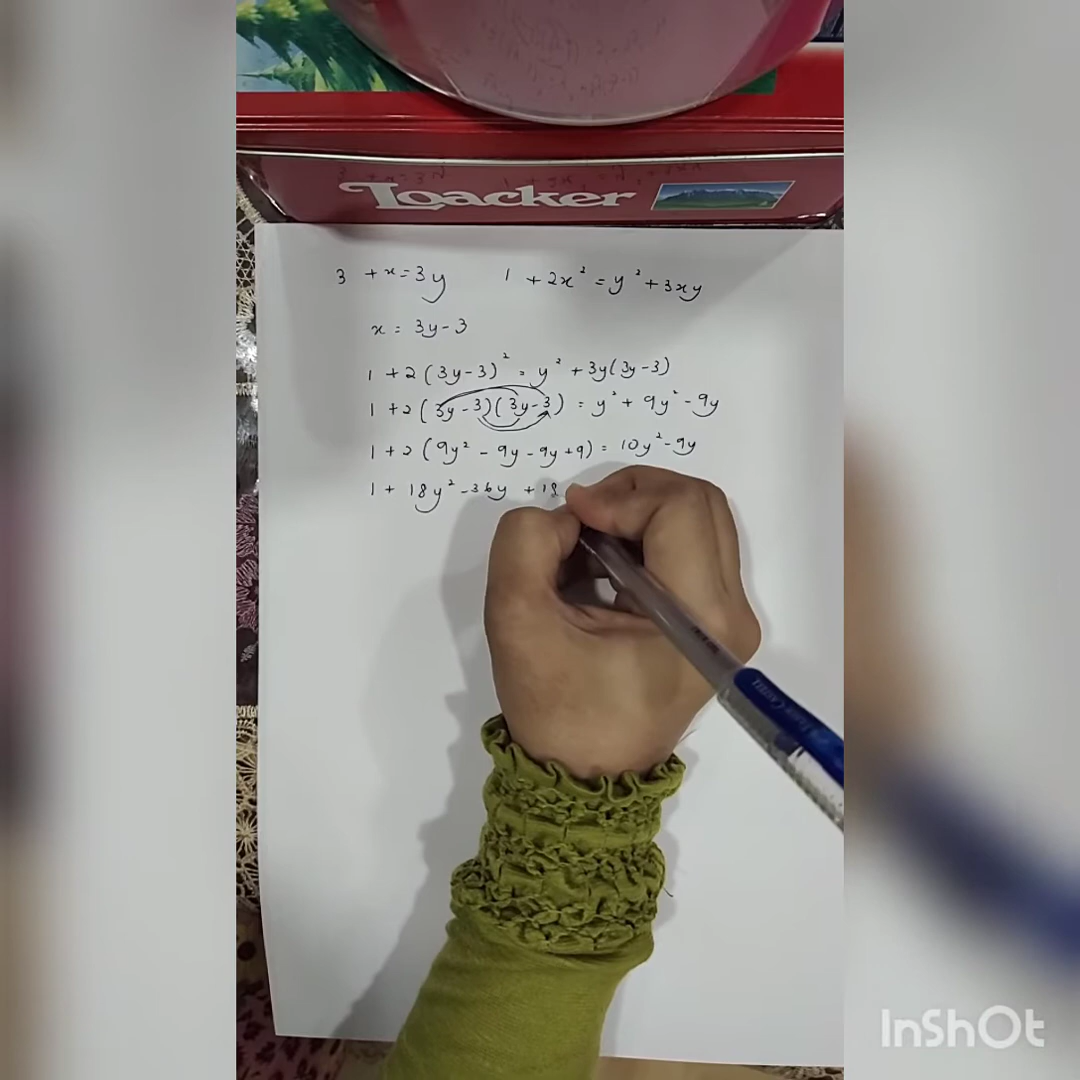 Loacker
3 + x = 3y 1 + 2x² = y² + 3xy
x = 3y - 3
1 + 2(3y - 3)² = y² + 3y(3y - 3)
1 + 2(3y - 3)(3y - 3) = y² + 9y² - 9y
1 + 2(9y² - 9y - 9y + 9) = 10y² - 9y
1 + 18y² - 36y + 18
InShOt